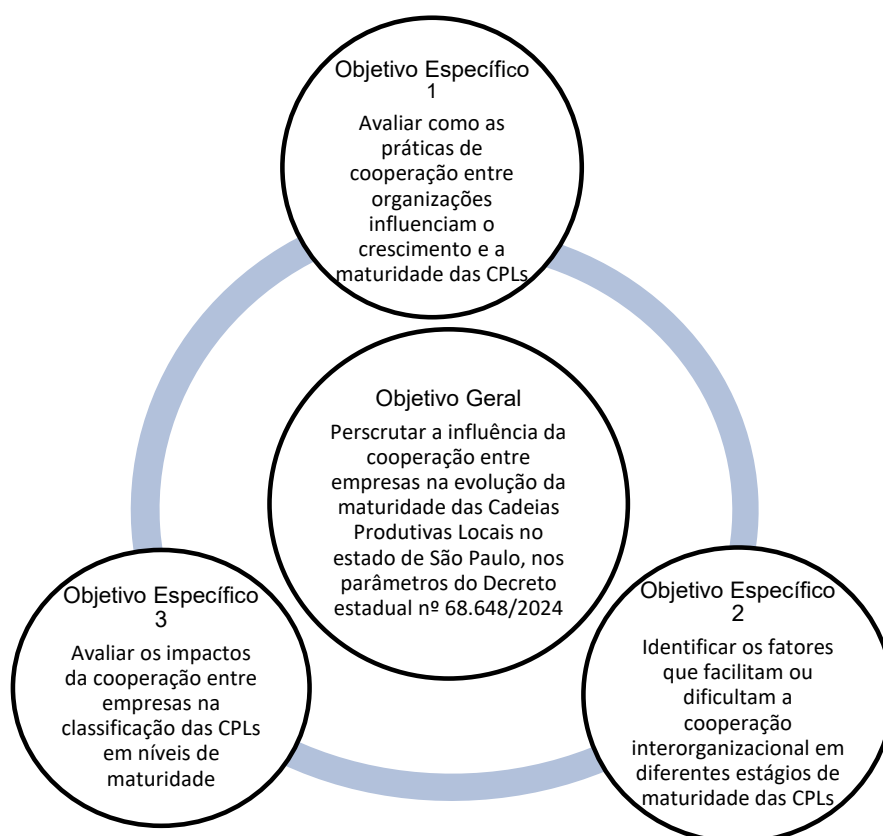 Objetivo Específico
1
Avaliar como as
práticas de
cooperação entre
organizações
influenciam o
crescimento e a
maturidade das CPLs
Objetivo Geral
Perscrutar a influência da
cooperação entre
empresas na evolução da
maturidade das Cadeias
Produtivas Locais no
estado de São Paulo, nos
parâmetros do Decreto
estadual nº 68.648/2024
Objetivo Específico
3
Avaliar os impactos
da cooperação entre
empresas na
classificação das CPLs
em níveis de
maturidade
Objetivo Específico
2
Identificar os fatores
que facilitam ou
dificultam a
cooperação
interorganizacional em
diferentes estágios de
maturidade das CPLs